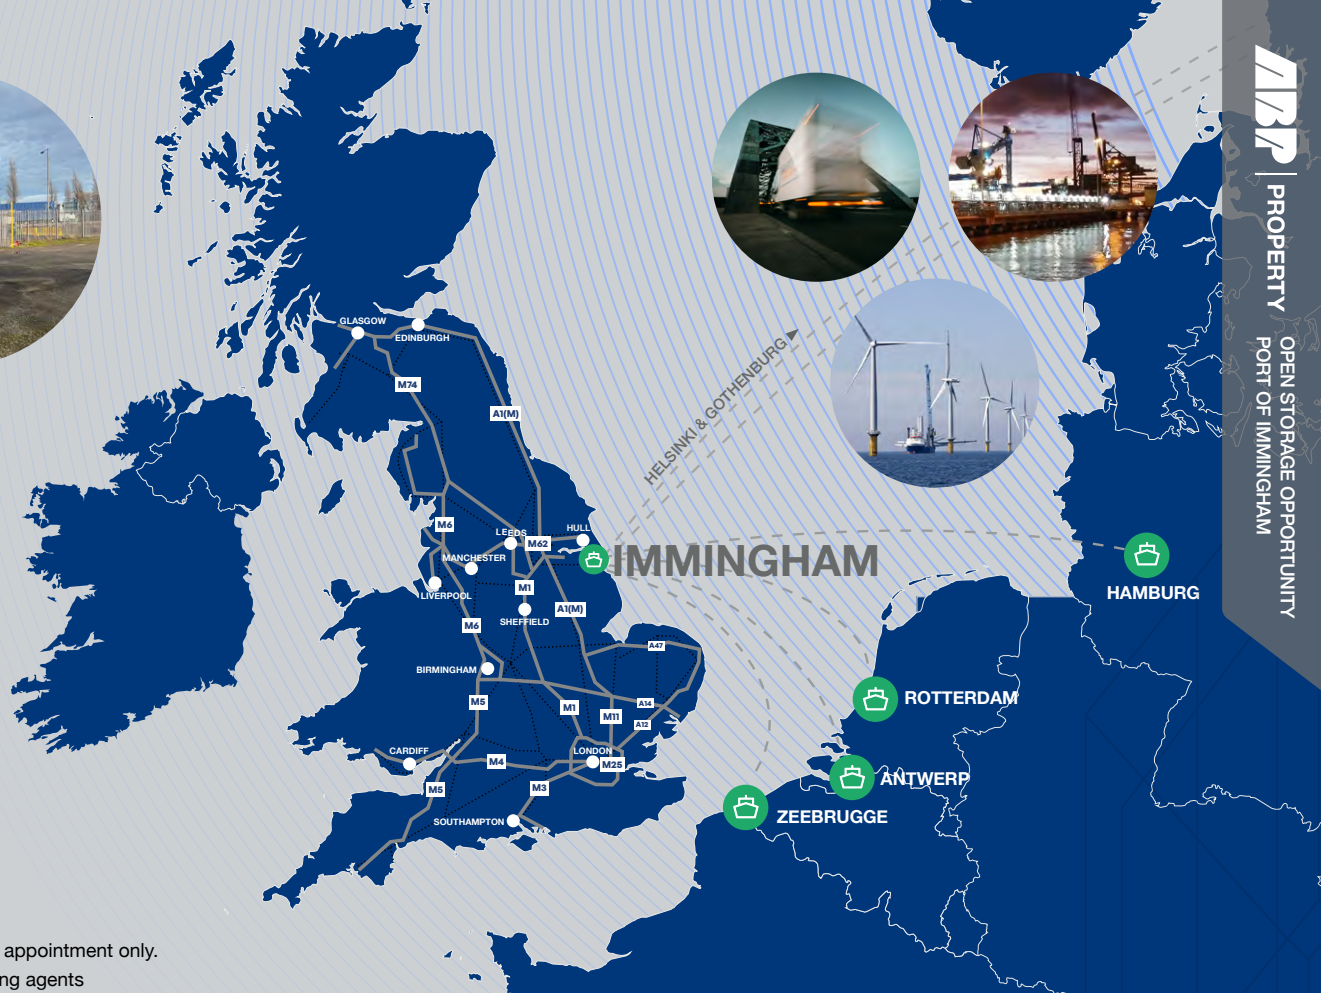 GLASGOW
EDINBURGH
M74
A1(M)
HELSINKI & GOTHENBURG
M6
LEEDS
HULL
M62
MANCHESTER
IMMINGHAM
LIVERPOOL
M1
A1(M)
SHEFFIELD
M6
A47
BIRMINGHAM
M5
M1
A14
M11
A12
CARDIFF
M4
LONDON
M25
M5
M3
SOUTHAMPTON
HAMBURG
ROTTERDAM
ANTWERP
ZEEBRUGGE
ABP | PROPERTY
OPEN STORAGE OPPORTUNITY
PORT OF IMMINGHAM
appointment only.
ng agents